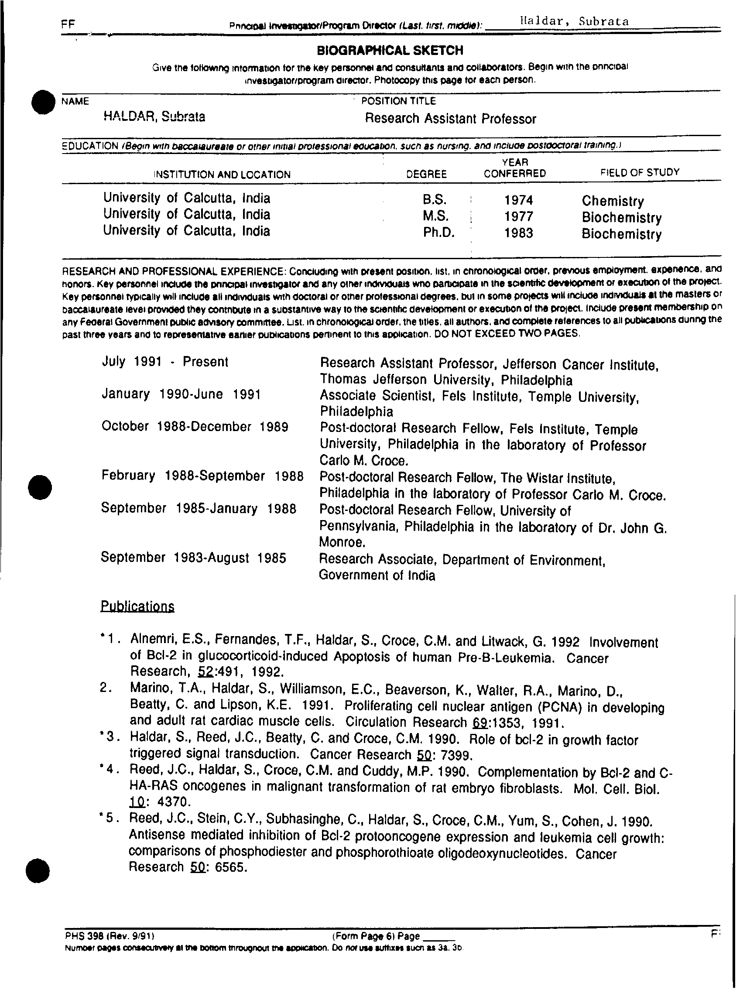 FF
Principal Investigator/Program Director (Last, first, middle): Haldar, Subrata
BIOGRAPHICAL SKETCH
Give the following information for the key personnel and consultants and collaborators. Begin with the principal
investigator/program director. Photocopy this page for each person.
NAME POSITION TITLE
HALDAR, Subrata Research Assistant Professor
EDUCATION (Begin with baccalaureate or other initial professional education, such as nursing, and include postdoctoral training.)
INSTITUTION AND LOCATION DEGREE YEAR CONFERRED FIELD OF STUDY
University of Calcutta, India B.S. 1974 Chemistry
University of Calcutta, India M.S. 1977 Biochemistry
University of Calcutta, India Ph.D. 1983 Biochemistry
RESEARCH AND PROFESSIONAL EXPERIENCE: Concluding with present position, list, in chronological order, previous employment, experience, and
honors. Key personnel include the principal investigator and any other individuals who participate in the scientific development or execution of the project.
Key personnel typically will include all individuals with doctoral or other professional degrees, but in some projects will include individuals at the masters or
baccalaureate level provided they contribute in a substantive way to the scientific development or execution of the project. Include present membership on
any Federal Government public advisory committee. List, in chronological order, the titles, all authors, and complete references to all publications during the
past three years and to representative earlier publications pertinent to this application. DO NOT EXCEED TWO PAGES.
July 1991 - Present Research Assistant Professor, Jefferson Cancer Institute,
Thomas Jefferson University, Philadelphia
January 1990-June 1991 Associate Scientist, Fels Institute, Temple University,
Philadelphia
October 1988-December 1989 Post-doctoral Research Fellow, Fels Institute, Temple
University, Philadelphia in the laboratory of Professor
Carlo M. Croce.
February 1988-September 1988 Post-doctoral Research Fellow, The Wistar Institute,
Philadelphia in the laboratory of Professor Carlo M. Croce.
September 1985-January 1988 Post-doctoral Research Fellow, University of
Pennsylvania, Philadelphia in the laboratory of Dr. John G.
Monroe.
September 1983-August 1985 Research Associate, Department of Environment,
Government of India
Publications
*1. Alnemri, E.S., Fernandes, T.F., Haldar, S., Croce, C.M. and Litwack, G. 1992 Involvement
of Bcl-2 in glucocorticoid-induced Apoptosis of human Pre-B-Leukemia. Cancer
Research, 52:491, 1992.
2. Marino, T.A., Haldar, S., Williamson, E.C., Beaverson, K., Walter, R.A., Marino, D.,
Beatty, C. and Lipson, K.E. 1991. Proliferating cell nuclear antigen (PCNA) in developing
and adult rat cardiac muscle cells. Circulation Research 69:1353, 1991.
*3. Haldar, S., Reed, J.C., Beatty, C. and Croce, C.M. 1990. Role of bcl-2 in growth factor
triggered signal transduction. Cancer Research 50: 7399.
*4. Reed, J.C., Haldar, S., Croce, C.M. and Cuddy, M.P. 1990. Complementation by Bcl-2 and C-
HA-RAS oncogenes in malignant transformation of rat embryo fibroblasts. Mol. Cell. Biol.
10: 4370.
*5. Reed, J.C., Stein, C.Y., Subhasinghe, C., Haldar, S., Croce, C.M., Yum, S., Cohen, J. 1990.
Antisense mediated inhibition of Bcl-2 protooncogene expression and leukemia cell growth:
comparisons of phosphodiester and phosphorothioate oligodeoxynucleotides. Cancer
Research 50: 6565.
PHS 398 (Rev. 9/91) (Form Page 6) Page
Number pages consecutively at the bottom throughout the application. Do not use suffixes such as 3a, 3b.